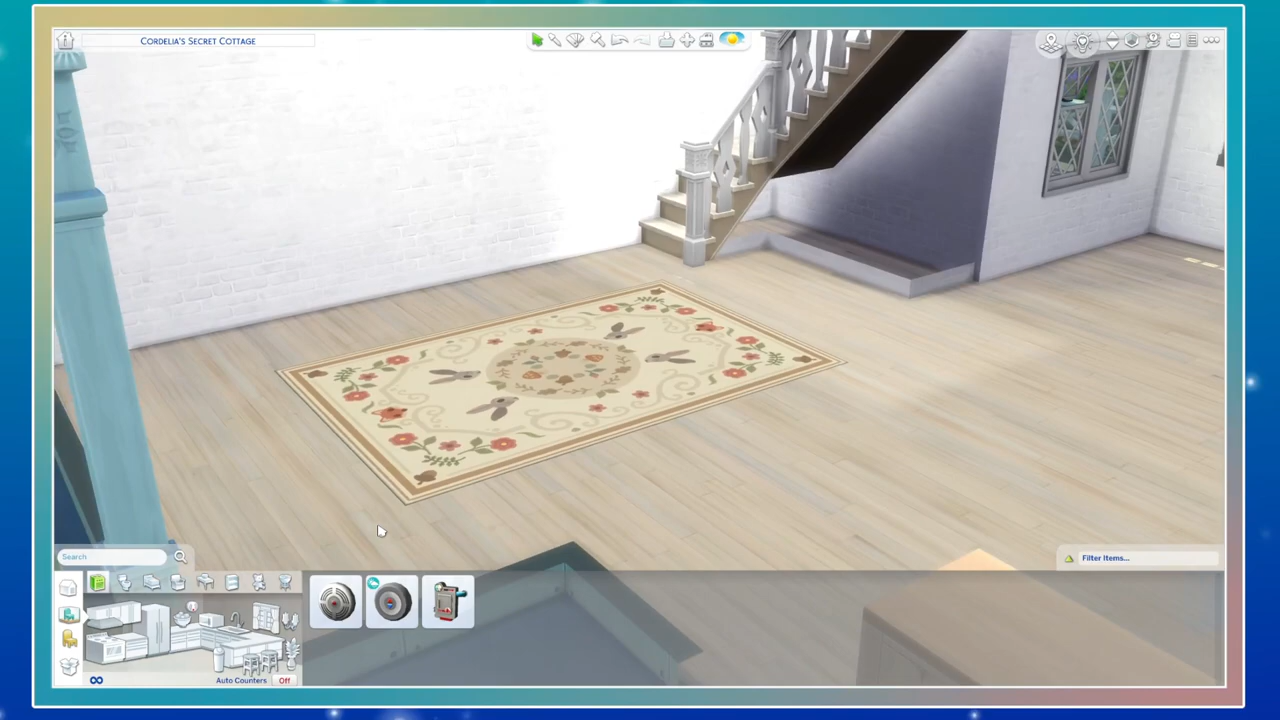 CORDELIA'S SECRET COTTAGE
Search
Filter Items...
Auto Counters Off